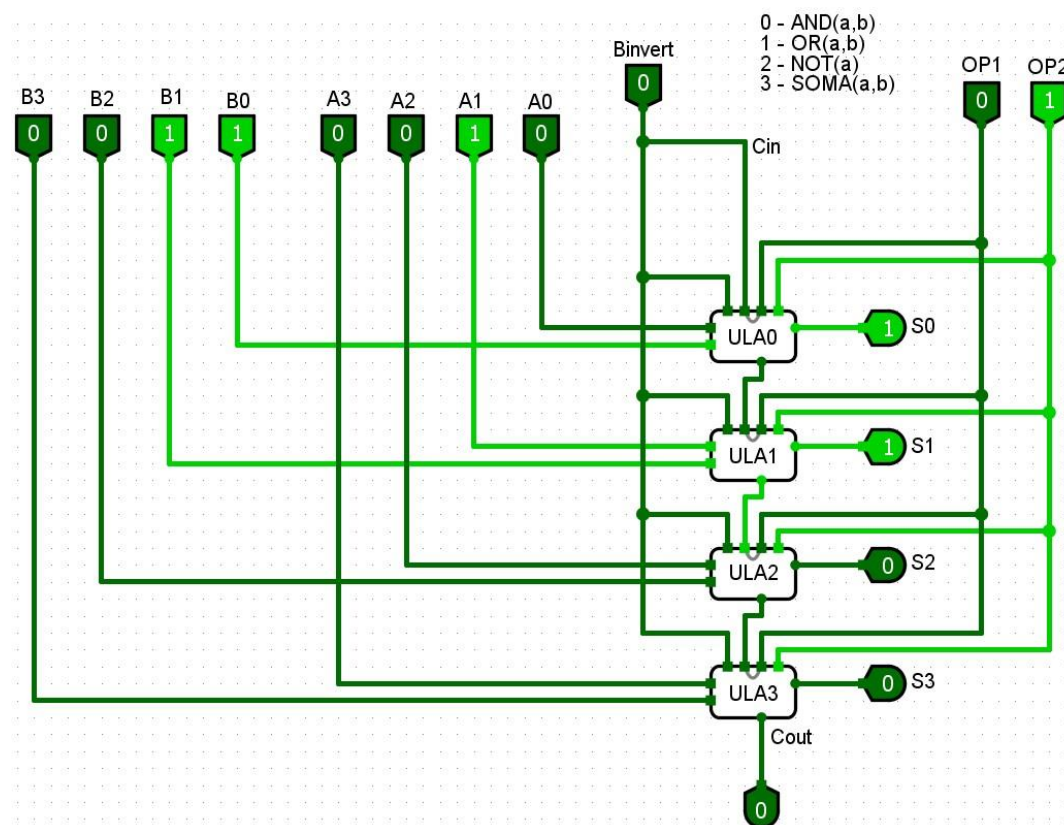 0 - AND(a,b)
1 - OR(a,b)
2 - NOT(a)
3 - SOMA(a,b)
Binvert
OP1
OP2
0
0
1
B3
B2
B1
B0
A3
A2
A1
A0
0
0
1
1
0
0
1
0
Cin
ULA0
1
S0
ULA1
1
S1
ULA2
0
S2
ULA3
0
S3
Cout
0